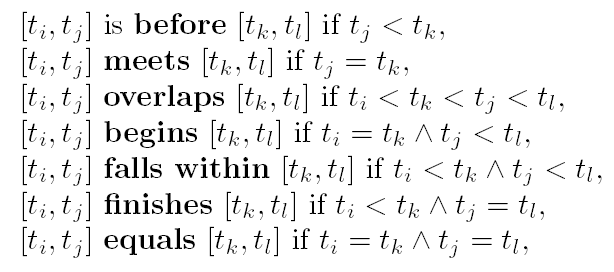 [t_i, t_j] is before [t_k, t_l] if t_j < t_k,
[t_i, t_j] meets [t_k, t_l] if t_j = t_k,
[t_i, t_j] overlaps [t_k, t_l] if t_i < t_k < t_j < t_l,
[t_i, t_j] begins [t_k, t_l] if t_i = t_k ∧ t_j < t_l,
[t_i, t_j] falls within [t_k, t_l] if t_i < t_k ∧ t_j < t_l,
[t_i, t_j] finishes [t_k, t_l] if t_i < t_k ∧ t_j = t_l,
[t_i, t_j] equals [t_k, t_l] if t_i = t_k ∧ t_j = t_l,